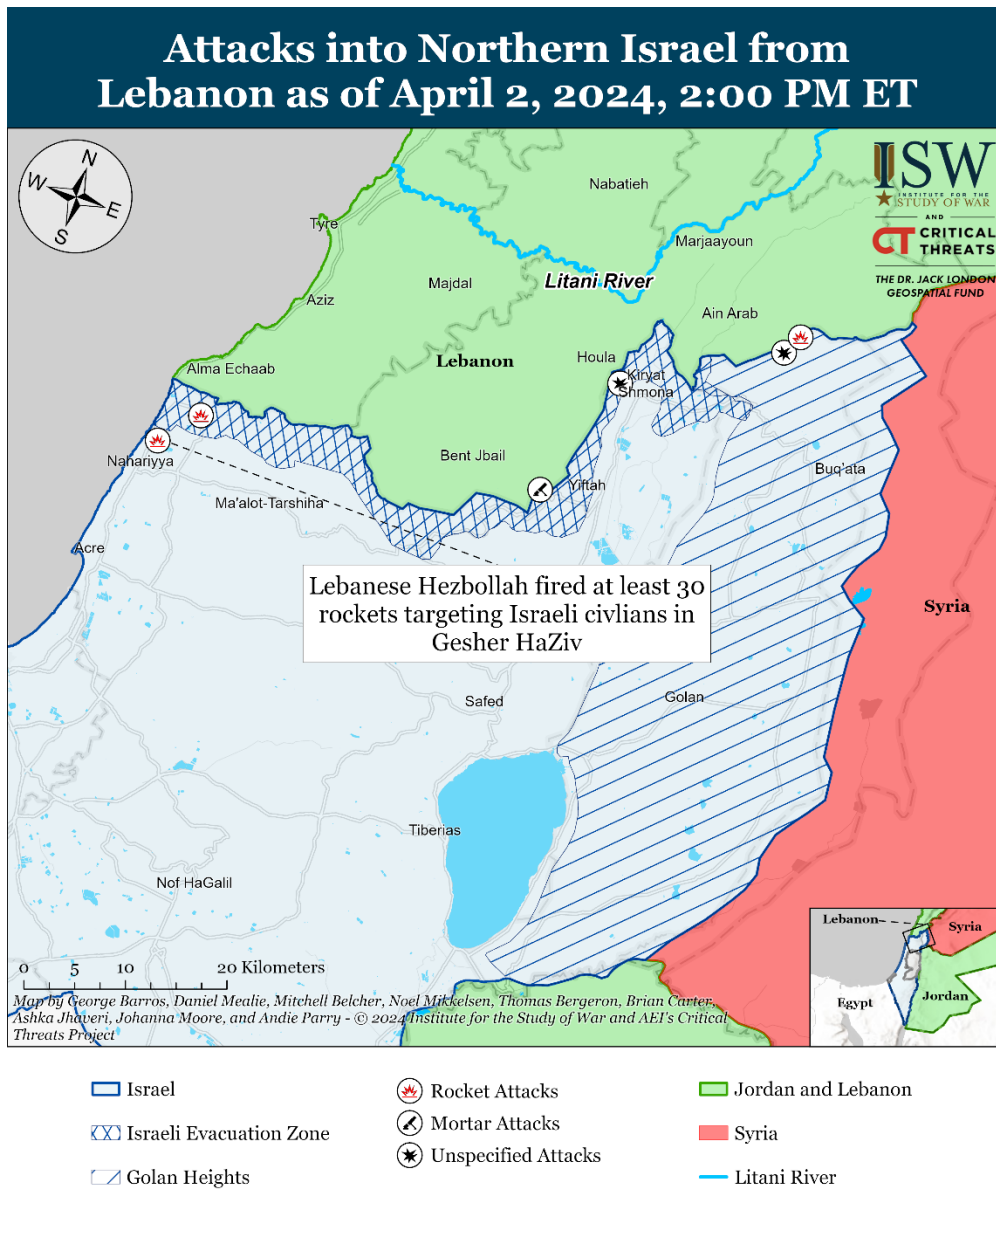 Attacks into Northern Israel from
Lebanon as of April 2, 2024, 2:00 PM ET
N
W
E
S
ISW
INSTITUTE FOR THE
STUDY OF WAR
AND
CT CRITICAL
THREATS
THE DR. JACK LONDON
GEOSPATIAL FUND
Nabatieh
Tyre
Marjaayoun
Majdal
Litani River
Aziz
Ain Arab
Lebanon
Houla
Alma Echaab
Kiryat
Shmona
Bent Jbail
Nahariyya
Buq'ata
Yiftah
Ma'alot-Tarshiha
Acre
Lebanese Hezbollah fired at least 30
rockets targeting Israeli civlians in
Gesher HaZiv
Syria
Safed
Golan
Tiberias
Nof HaGalil
0 5 10 20 Kilometers
Map by George Barros, Daniel Mealie, Mitchell Belcher, Noel Mikkelsen, Thomas Bergeron, Brian Carter,
Ashka Jhaveri, Johanna Moore, and Andie Parry - © 2024 Institute for the Study of War and AEI's Critical
Threats Project
Lebanon
Syria
Egypt
Jordan
Israel
Israeli Evacuation Zone
Golan Heights
Rocket Attacks
Mortar Attacks
Unspecified Attacks
Jordan and Lebanon
Syria
Litani River